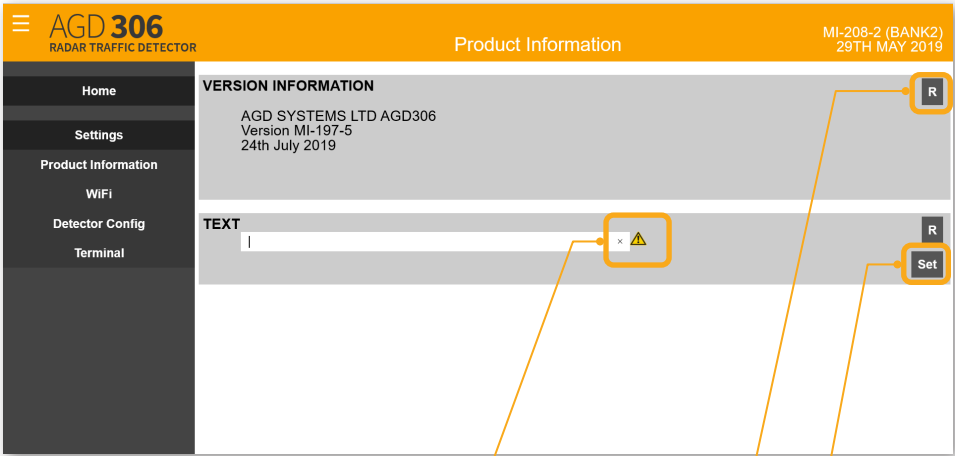 AGD 306
RADAR TRAFFIC DETECTOR
Product Information
MI-208-2 (BANK2)
29TH MAY 2019
Home
Settings
Product Information
WiFi
Detector Config
Terminal
VERSION INFORMATION
R
AGD SYSTEMS LTD AGD306
Version MI-197-5
24th July 2019
TEXT
R
×
Set